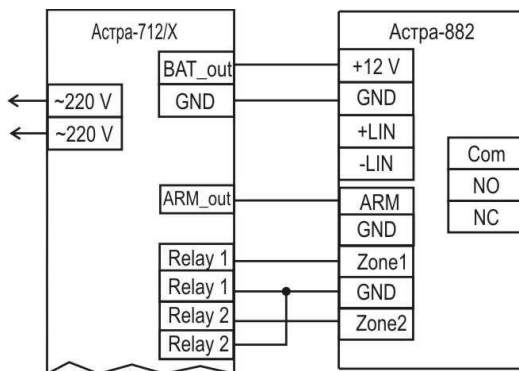 Астра-712/X
BAT_out
GND
~220 V
~220 V
ARM_out
Relay 1
Relay 1
Relay 2
Relay 2
Астра-882
+12 V
GND
+LIN
-LIN
ARM
GND
Zone1
GND
Zone2
Com
NO
NC